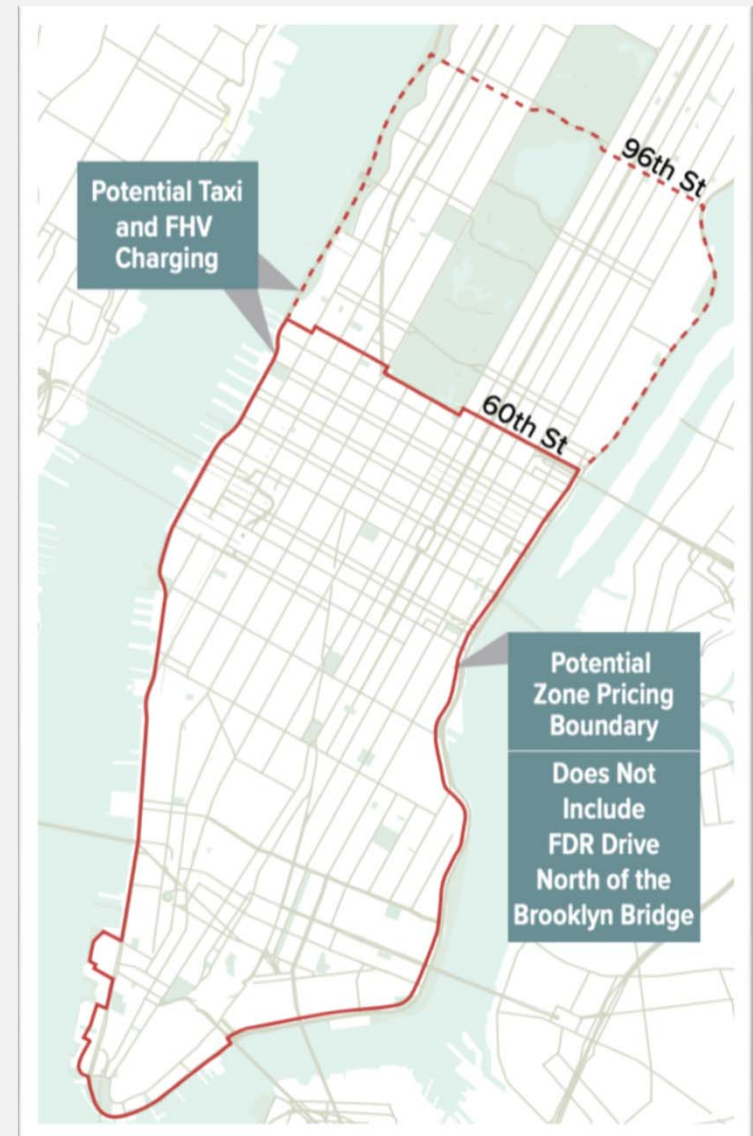 96th St
Potential Taxi
and FHV
Charging
60th St
Potential
Zone Pricing
Boundary
Does Not
Include
FDR Drive
North of the
Brooklyn Bridge